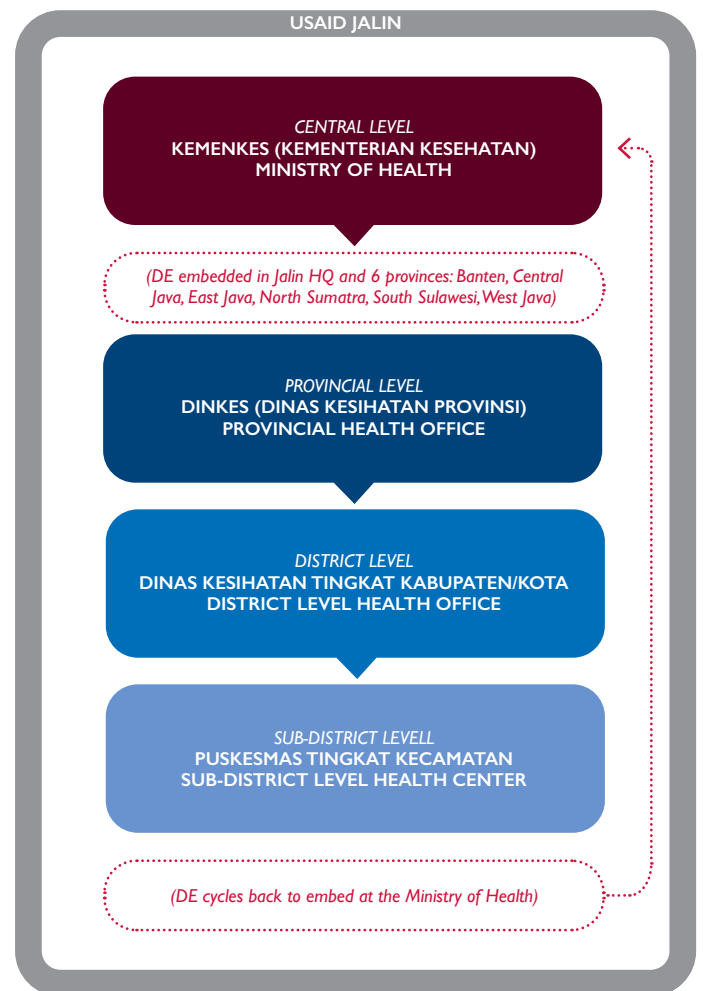 USAID JALIN
CENTRAL LEVEL
KEMENKES (KEMENTERIAN KESEHATAN)
MINISTRY OF HEALTH
(DE embedded in Jalin HQ and 6 provinces: Banten, Central
Java, East Java, North Sumatra, South Sulawesi, West Java)
PROVINCIAL LEVEL
DINKES (DINAS KESIHATAN PROVINSI)
PROVINCIAL HEALTH OFFICE
DISTRICT LEVEL
DINAS KESIHATAN TINGKAT KABUPATEN/KOTA
DISTRICT LEVEL HEALTH OFFICE
SUB-DISTRICT LEVELL
PUSKESMAS TINGKAT KECAMATAN
SUB-DISTRICT LEVEL HEALTH CENTER
(DE cycles back to embed at the Ministry of Health)